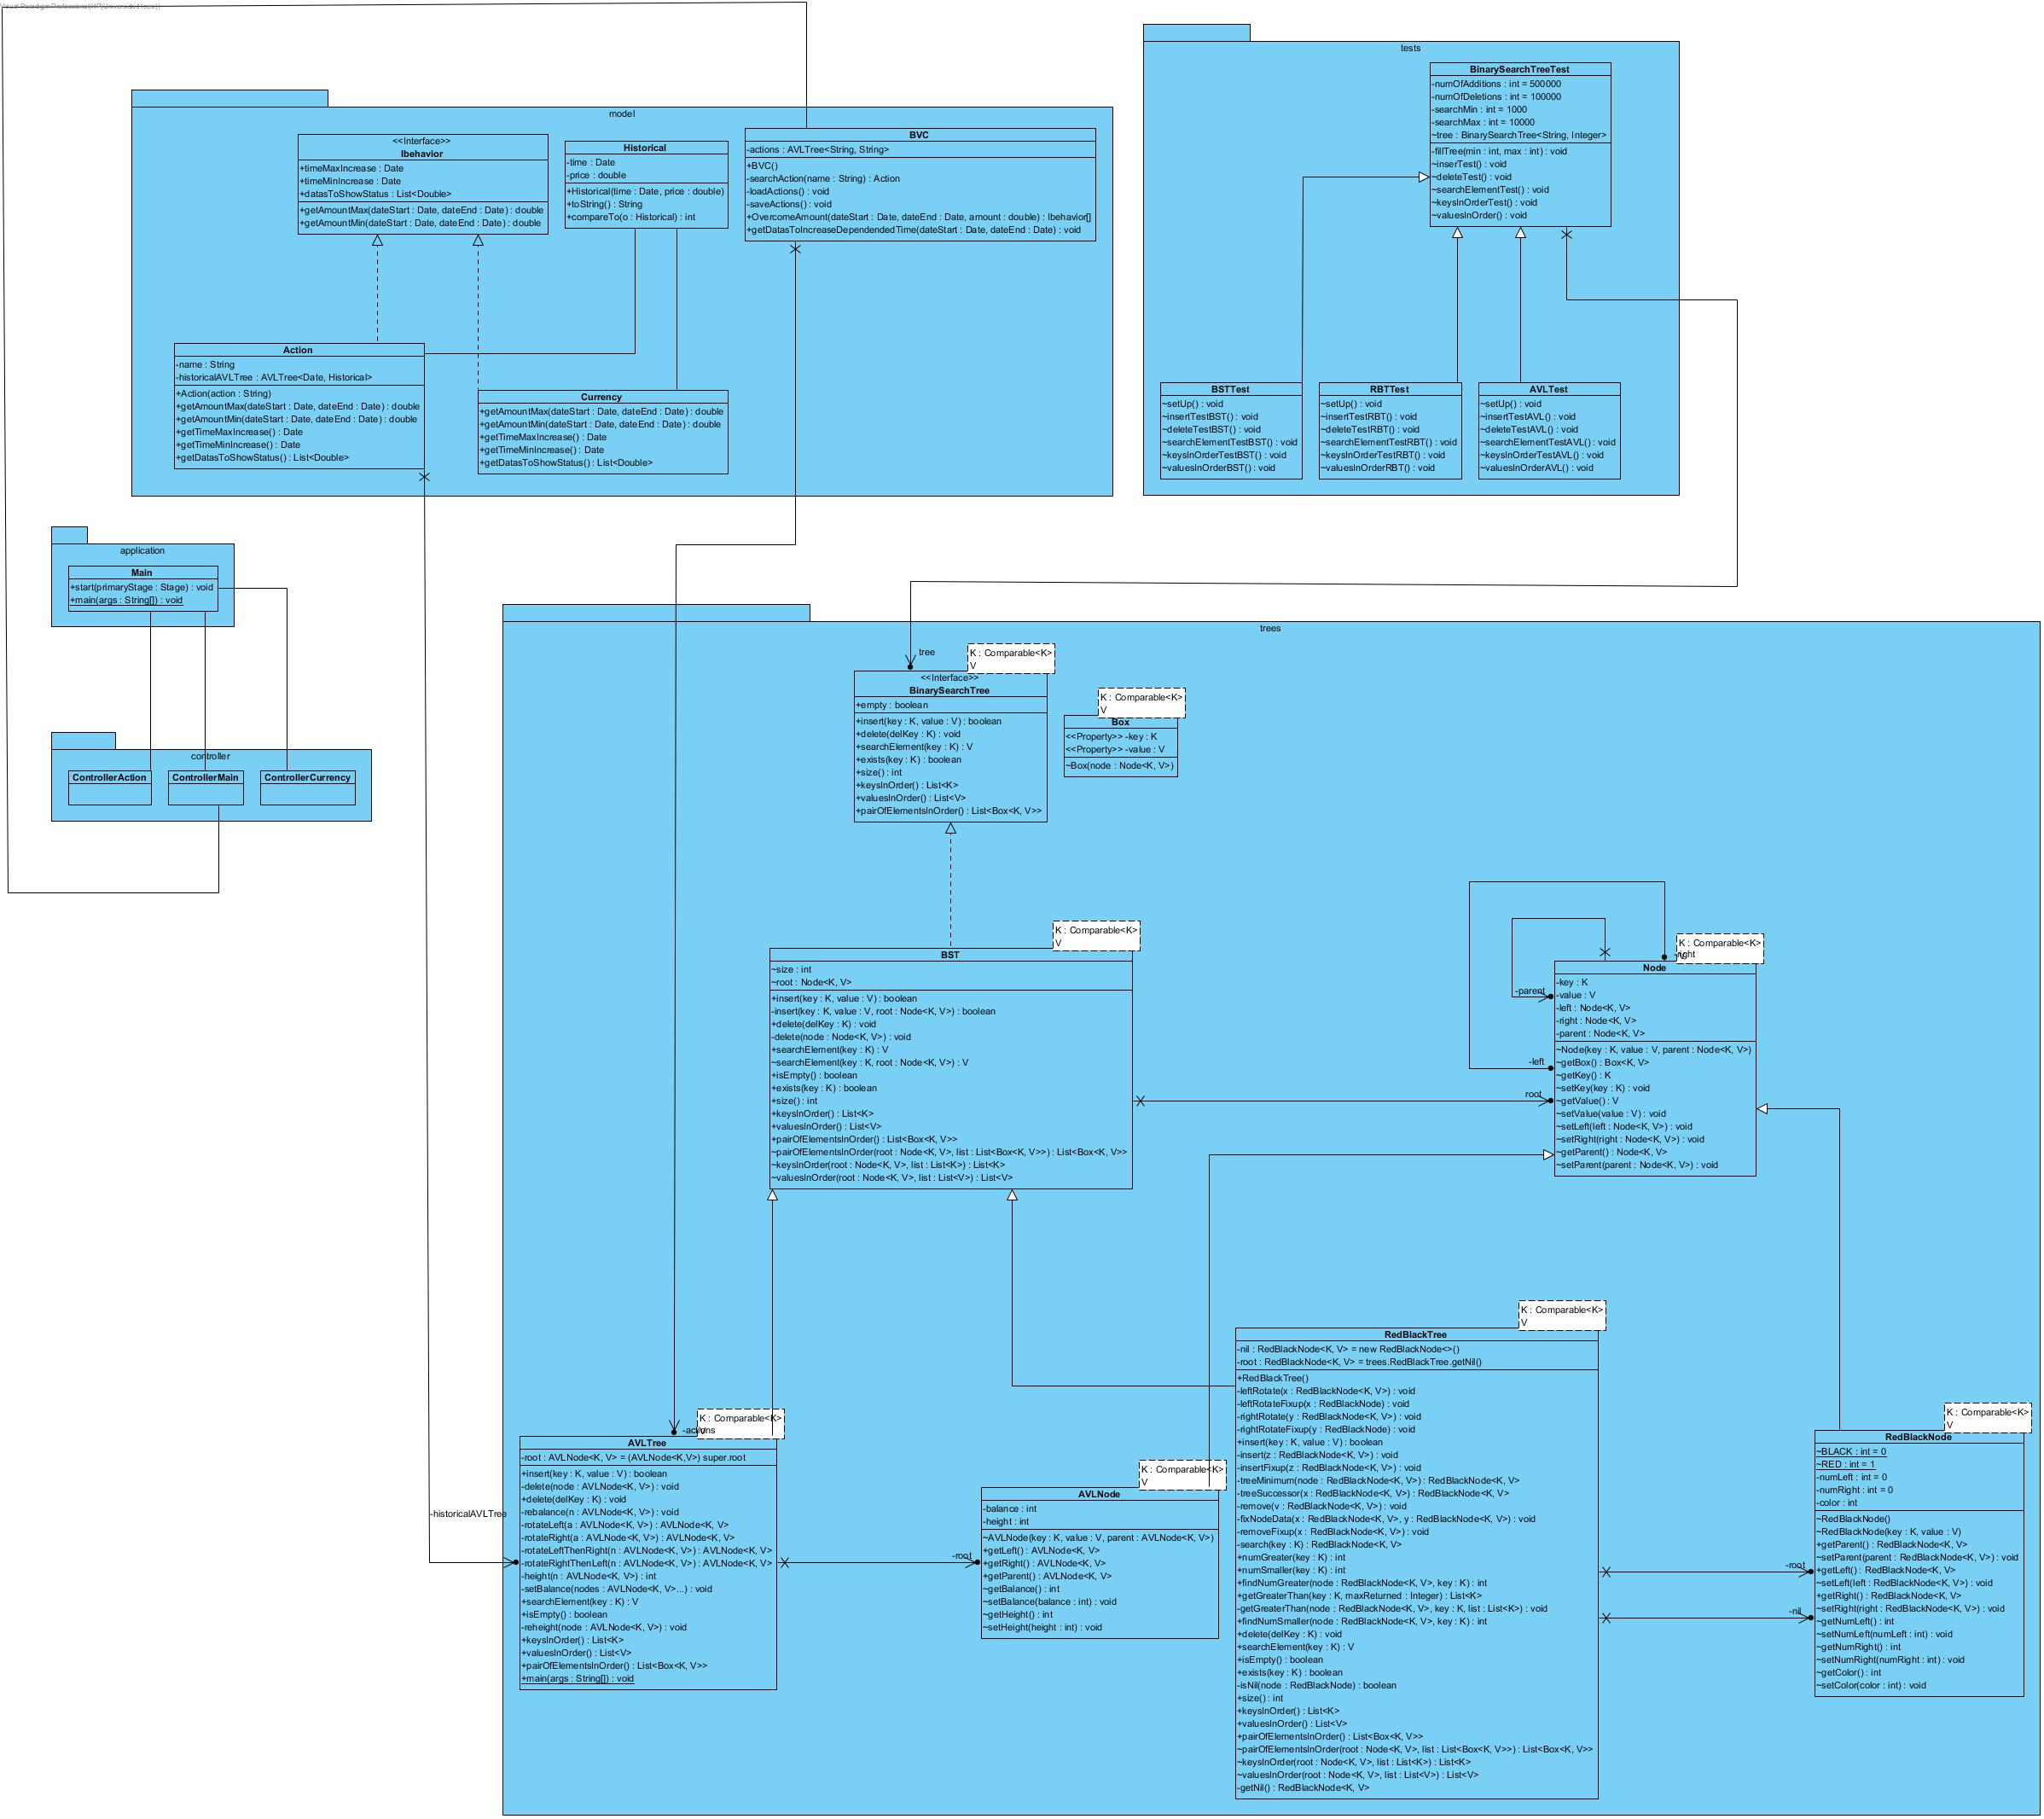 Visual Paradigm Professional(HP(Universidad Icesi))
model
<<Interface>>
Ibehavior
+timeMaxIncrease : Date
+timeMinIncrease : Date
+datasToShowStatus : List<Double>
+getAmountMax(dateStart : Date, dateEnd : Date) : double
+getAmountMin(dateStart : Date, dateEnd : Date) : double
Historical
-time : Date
-price : double
+Historical(time : Date, price : double)
+toString() : String
+compareTo(o : Historical) : int
BVC
-actions : AVLTree<String, String>
+BVC()
-searchAction(name : String) : Action
-loadActions() : void
-saveActions() : void
+OvercomeAmount(dateStart : Date, dateEnd : Date, amount : double) : Ibehavior[]
+getDatasToIncreaseDependendedTime(dateStart : Date, dateEnd : Date) : void
Action
-name : String
-historicalAVLTree : AVLTree<Date, Historical>
+Action(action : String)
+getAmountMax(dateStart : Date, dateEnd : Date) : double
+getAmountMin(dateStart : Date, dateEnd : Date) : double
+getTimeMaxIncrease() : Date
+getTimeMinIncrease() : Date
+getDatasToShowStatus() : List<Double>
Currency
+getAmountMax(dateStart : Date, dateEnd : Date) : double
+getAmountMin(dateStart : Date, dateEnd : Date) : double
+getTimeMaxIncrease() : Date
+getTimeMinIncrease() : Date
+getDatasToShowStatus() : List<Double>
tests
BinarySearchTreeTest
-numOfAdditions : int = 500000
-numOfDeletions : int = 100000
-searchMin : int = 1000
-searchMax : int = 10000
~tree : BinarySearchTree<String, Integer>
-fillTree(min : int, max : int) : void
~inserTest() : void
~deleteTest() : void
~searchElementTest() : void
~keysInOrderTest() : void
~valuesInOrder() : void
BSTTest
~setUp() : void
~insertTestBST() : void
~deleteTestBST() : void
~searchElementTestBST() : void
~keysInOrderTestBST() : void
~valuesInOrderBST() : void
RBTTest
~setUp() : void
~insertTestRBT() : void
~deleteTestRBT() : void
~searchElementTestRBT() : void
~keysInOrderTestRBT() : void
~valuesInOrderRBT() : void
AVLTest
~setUp() : void
~insertTestAVL() : void
~deleteTestAVL() : void
~searchElementTestAVL() : void
~keysInOrderTestAVL() : void
~valuesInOrderAVL() : void
application
Main
+start(primaryStage : Stage) : void
+main(args : String[]) : void
controller
ControllerAction
ControllerMain
ControllerCurrency
trees
tree
K : Comparable<K>
V
<<Interface>>
BinarySearchTree
+empty : boolean
+insert(key : K, value : V) : boolean
+delete(delKey : K) : void
+searchElement(key : K) : V
+exists(key : K) : boolean
+size() : int
+keysInOrder() : List<K>
+valuesInOrder() : List<V>
+pairOfElementsInOrder() : List<Box<K, V>>
K : Comparable<K>
V
Box
<<Property>> -key : K
<<Property>> -value : V
~Box(node : Node<K, V>)
K : Comparable<K>
V
BST
~size : int
~root : Node<K, V>
+insert(key : K, value : V) : boolean
-insert(key : K, value : V, root : Node<K, V>) : boolean
+delete(delKey : K) : void
-delete(node : Node<K, V>) : void
+searchElement(key : K) : V
~searchElement(key : K, root : Node<K, V>) : V
+isEmpty() : boolean
+exists(key : K) : boolean
+size() : int
+keysInOrder() : List<K>
+valuesInOrder() : List<V>
+pairOfElementsInOrder() : List<Box<K, V>>
~pairOfElementsInOrder(root : Node<K, V>, list : List<Box<K, V>>) : List<Box<K, V>>
~keysInOrder(root : Node<K, V>, list : List<K>) : List<K>
~valuesInOrder(root : Node<K, V>, list : List<V>) : List<V>
K : Comparable<K>
V
-right
-parent
-left
root
Node
-key : K
-value : V
-left : Node<K, V>
-right : Node<K, V>
-parent : Node<K, V>
~Node(key : K, value : V, parent : Node<K, V>)
~getBox() : Box<K, V>
~getKey() : K
~setKey(key : K) : void
~getValue() : V
~setValue(value : V) : void
~setLeft(left : Node<K, V>) : void
~setRight(right : Node<K, V>) : void
~getParent() : Node<K, V>
~setParent(parent : Node<K, V>) : void
K : Comparable<K>
V
-actions
-historicalAVLTree
AVLTree
-root : AVLNode<K, V> = (AVLNode<K,V>) super.root
+insert(key : K, value : V) : boolean
-delete(node : AVLNode<K, V>) : void
+delete(delKey : K) : void
-rebalance(n : AVLNode<K, V>) : void
-rotateLeft(a : AVLNode<K, V>) : AVLNode<K, V>
-rotateRight(a : AVLNode<K, V>) : AVLNode<K, V>
-rotateLeftThenRight(n : AVLNode<K, V>) : AVLNode<K, V>
-rotateRightThenLeft(n : AVLNode<K, V>) : AVLNode<K, V>
-height(n : AVLNode<K, V>) : int
-setBalance(nodes : AVLNode<K, V>...) : void
+searchElement(key : K) : V
+isEmpty() : boolean
-reheight(node : AVLNode<K, V>) : void
+keysInOrder() : List<K>
+valuesInOrder() : List<V>
+pairOfElementsInOrder() : List<Box<K, V>>
+main(args : String[]) : void
-root
K : Comparable<K>
V
AVLNode
-balance : int
-height : int
~AVLNode(key : K, value : V, parent : AVLNode<K, V>)
+getLeft() : AVLNode<K, V>
+getRight() : AVLNode<K, V>
+getParent() : AVLNode<K, V>
~getBalance() : int
~setBalance(balance : int) : void
~getHeight() : int
~setHeight(height : int) : void
K : Comparable<K>
V
RedBlackTree
-nil : RedBlackNode<K, V> = new RedBlackNode<>()
-root : RedBlackNode<K, V> = trees.RedBlackTree.getNil()
+RedBlackTree()
-leftRotate(x : RedBlackNode<K, V>) : void
-leftRotateFixup(x : RedBlackNode) : void
-rightRotate(y : RedBlackNode<K, V>) : void
-rightRotateFixup(y : RedBlackNode) : void
+insert(key : K, value : V) : boolean
-insert(z : RedBlackNode<K, V>) : void
-insertFixup(z : RedBlackNode<K, V>) : void
-treeMinimum(node : RedBlackNode<K, V>) : RedBlackNode<K, V>
-treeSuccessor(x : RedBlackNode<K, V>) : RedBlackNode<K, V>
-remove(v : RedBlackNode<K, V>) : void
-fixNodeData(x : RedBlackNode<K, V>, y : RedBlackNode<K, V>) : void
-removeFixup(x : RedBlackNode<K, V>) : void
-search(key : K) : RedBlackNode<K, V>
+numGreater(key : K) : int
+numSmaller(key : K) : int
+findNumGreater(node : RedBlackNode<K, V>, key : K) : int
+getGreaterThan(key : K, maxReturned : Integer) : List<K>
-getGreaterThan(node : RedBlackNode<K, V>, key : K, list : List<K>) : void
+findNumSmaller(node : RedBlackNode<K, V>, key : K) : int
+delete(delKey : K) : void
+searchElement(key : K) : V
+isEmpty() : boolean
+exists(key : K) : boolean
-isNil(node : RedBlackNode) : boolean
+size() : int
+keysInOrder() : List<K>
+valuesInOrder() : List<V>
+pairOfElementsInOrder() : List<Box<K, V>>
~pairOfElementsInOrder(root : Node<K, V>, list : List<Box<K, V>>) : List<Box<K, V>>
~keysInOrder(root : Node<K, V>, list : List<K>) : List<K>
~valuesInOrder(root : Node<K, V>, list : List<V>) : List<V>
-getNil() : RedBlackNode<K, V>
-root
-nil
K : Comparable<K>
V
RedBlackNode
~BLACK : int = 0
~RED : int = 1
-numLeft : int = 0
-numRight : int = 0
-color : int
~RedBlackNode()
~RedBlackNode(key : K, value : V)
+getParent() : RedBlackNode<K, V>
~setParent(parent : RedBlackNode<K, V>) : void
+getLeft() : RedBlackNode<K, V>
~setLeft(left : RedBlackNode<K, V>) : void
+getRight() : RedBlackNode<K, V>
~setRight(right : RedBlackNode<K, V>) : void
~getNumLeft() : int
~setNumLeft(numLeft : int) : void
~getNumRight() : int
~setNumRight(numRight : int) : void
~getColor() : int
~setColor(color : int) : void